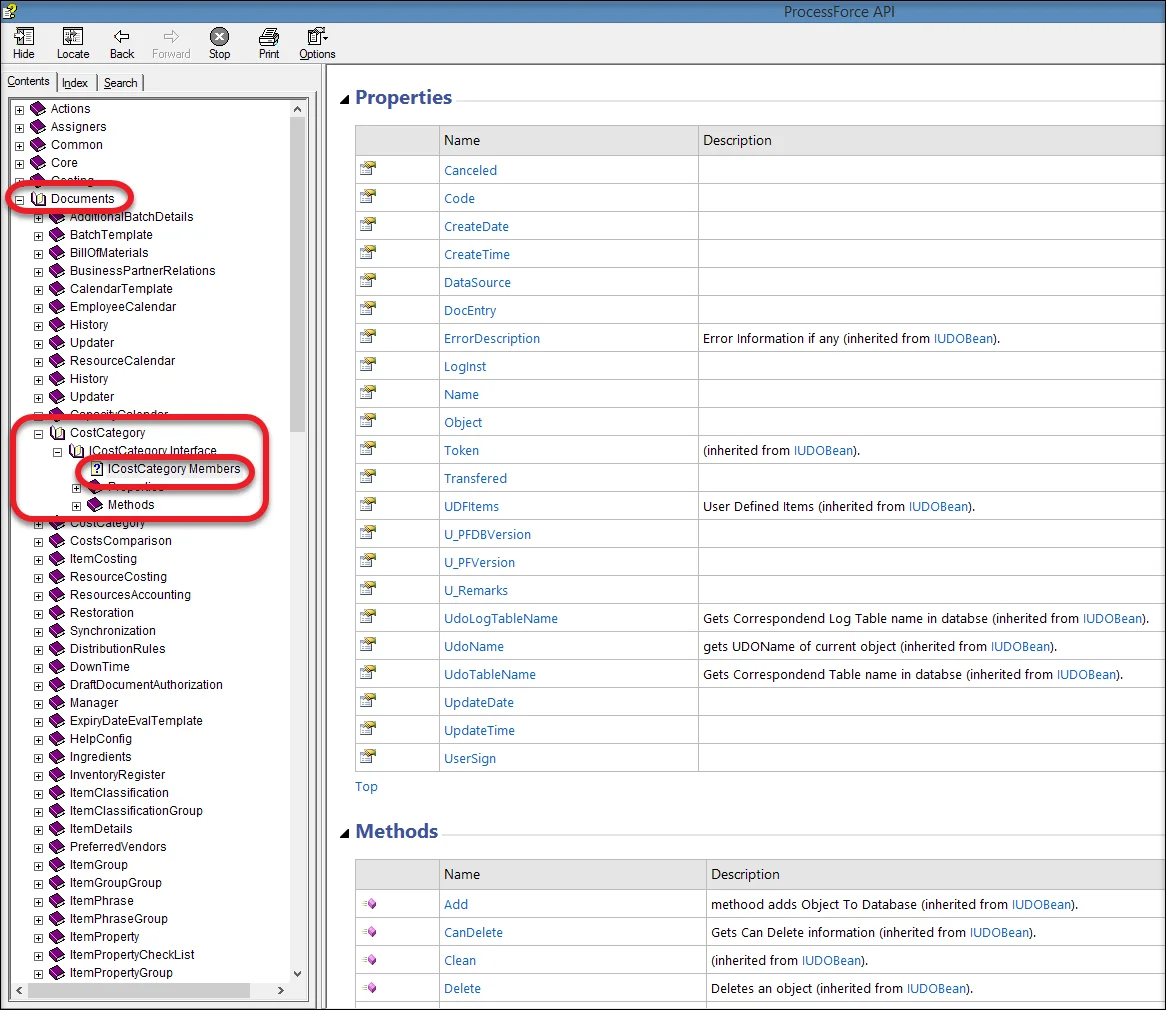 ProcessForce API
Hide Locate Back Forward Stop Print Options
Contents Index Search
Actions
Assigners
Common
Core
Costing
Documents
AdditionalBatchDetails
BatchTemplate
BillOfMaterials
BusinessPartnerRelations
CalendarTemplate
EmployeeCalendar
History
Updater
ResourceCalendar
History
Updater
CapacityCalendar
CostCategory
ICostCategory Interface
ICostCategory Members
Properties
Methods
CostCategory
CostsComparison
ItemCosting
ResourceCosting
ResourcesAccounting
Restoration
Synchronization
DistributionRules
DownTime
DraftDocumentAuthorization
Manager
ExpiryDateEvalTemplate
HelpConfig
Ingredients
InventoryRegister
ItemClassification
ItemClassificationGroup
ItemDetails
PreferredVendors
ItemGroup
ItemGroupGroup
ItemPhrase
ItemPhraseGroup
ItemProperty
ItemPropertyCheckList
ItemPropertyGroup
Properties
Name Description
Canceled
Code
CreateDate
CreateTime
DataSource
DocEntry
ErrorDescription Error Information if any (inherited from IUDOBean).
LogInst
Name
Object
Token (inherited from IUDOBean).
Transfered
UDFItems User Defined Items (inherited from IUDOBean).
U_PFDBVersion
U_PFVersion
U_Remarks
UdoLogTableName Gets Correspondend Log Table name in databse (inherited from IUDOBean).
UdoName gets UDOName of current object (inherited from IUDOBean).
UdoTableName Gets Correspondend Table name in databse (inherited from IUDOBean).
UpdateDate
UpdateTime
UserSign
Top
Methods
Name Description
Add methood adds Object To Database (inherited from IUDOBean).
CanDelete Gets Can Delete information (inherited from IUDOBean).
Clean (inherited from IUDOBean).
Delete Deletes an object (inherited from IUDOBean).